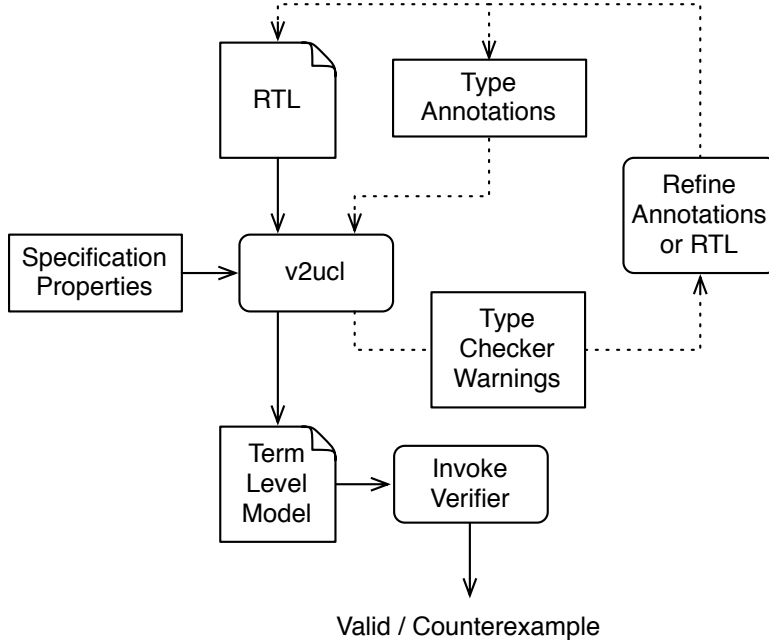 RTL
Type
Annotations
Refine
Annotations
or RTL
Specification
Properties
v2ucl
Type
Checker
Warnings
Term
Level
Model
Invoke
Verifier
Valid / Counterexample